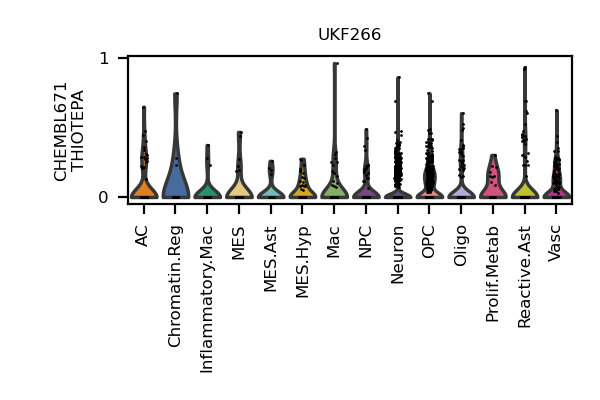 UKF266
CHEMBL671
THIOTEPA
1
0
AC
Chromatin.Reg
Inflammatory.Mac
MES
MES.Ast
MES.Hyp
Mac
NPC
Neuron
OPC
Oligo
Prolif.Metab
Reactive.Ast
Vasc